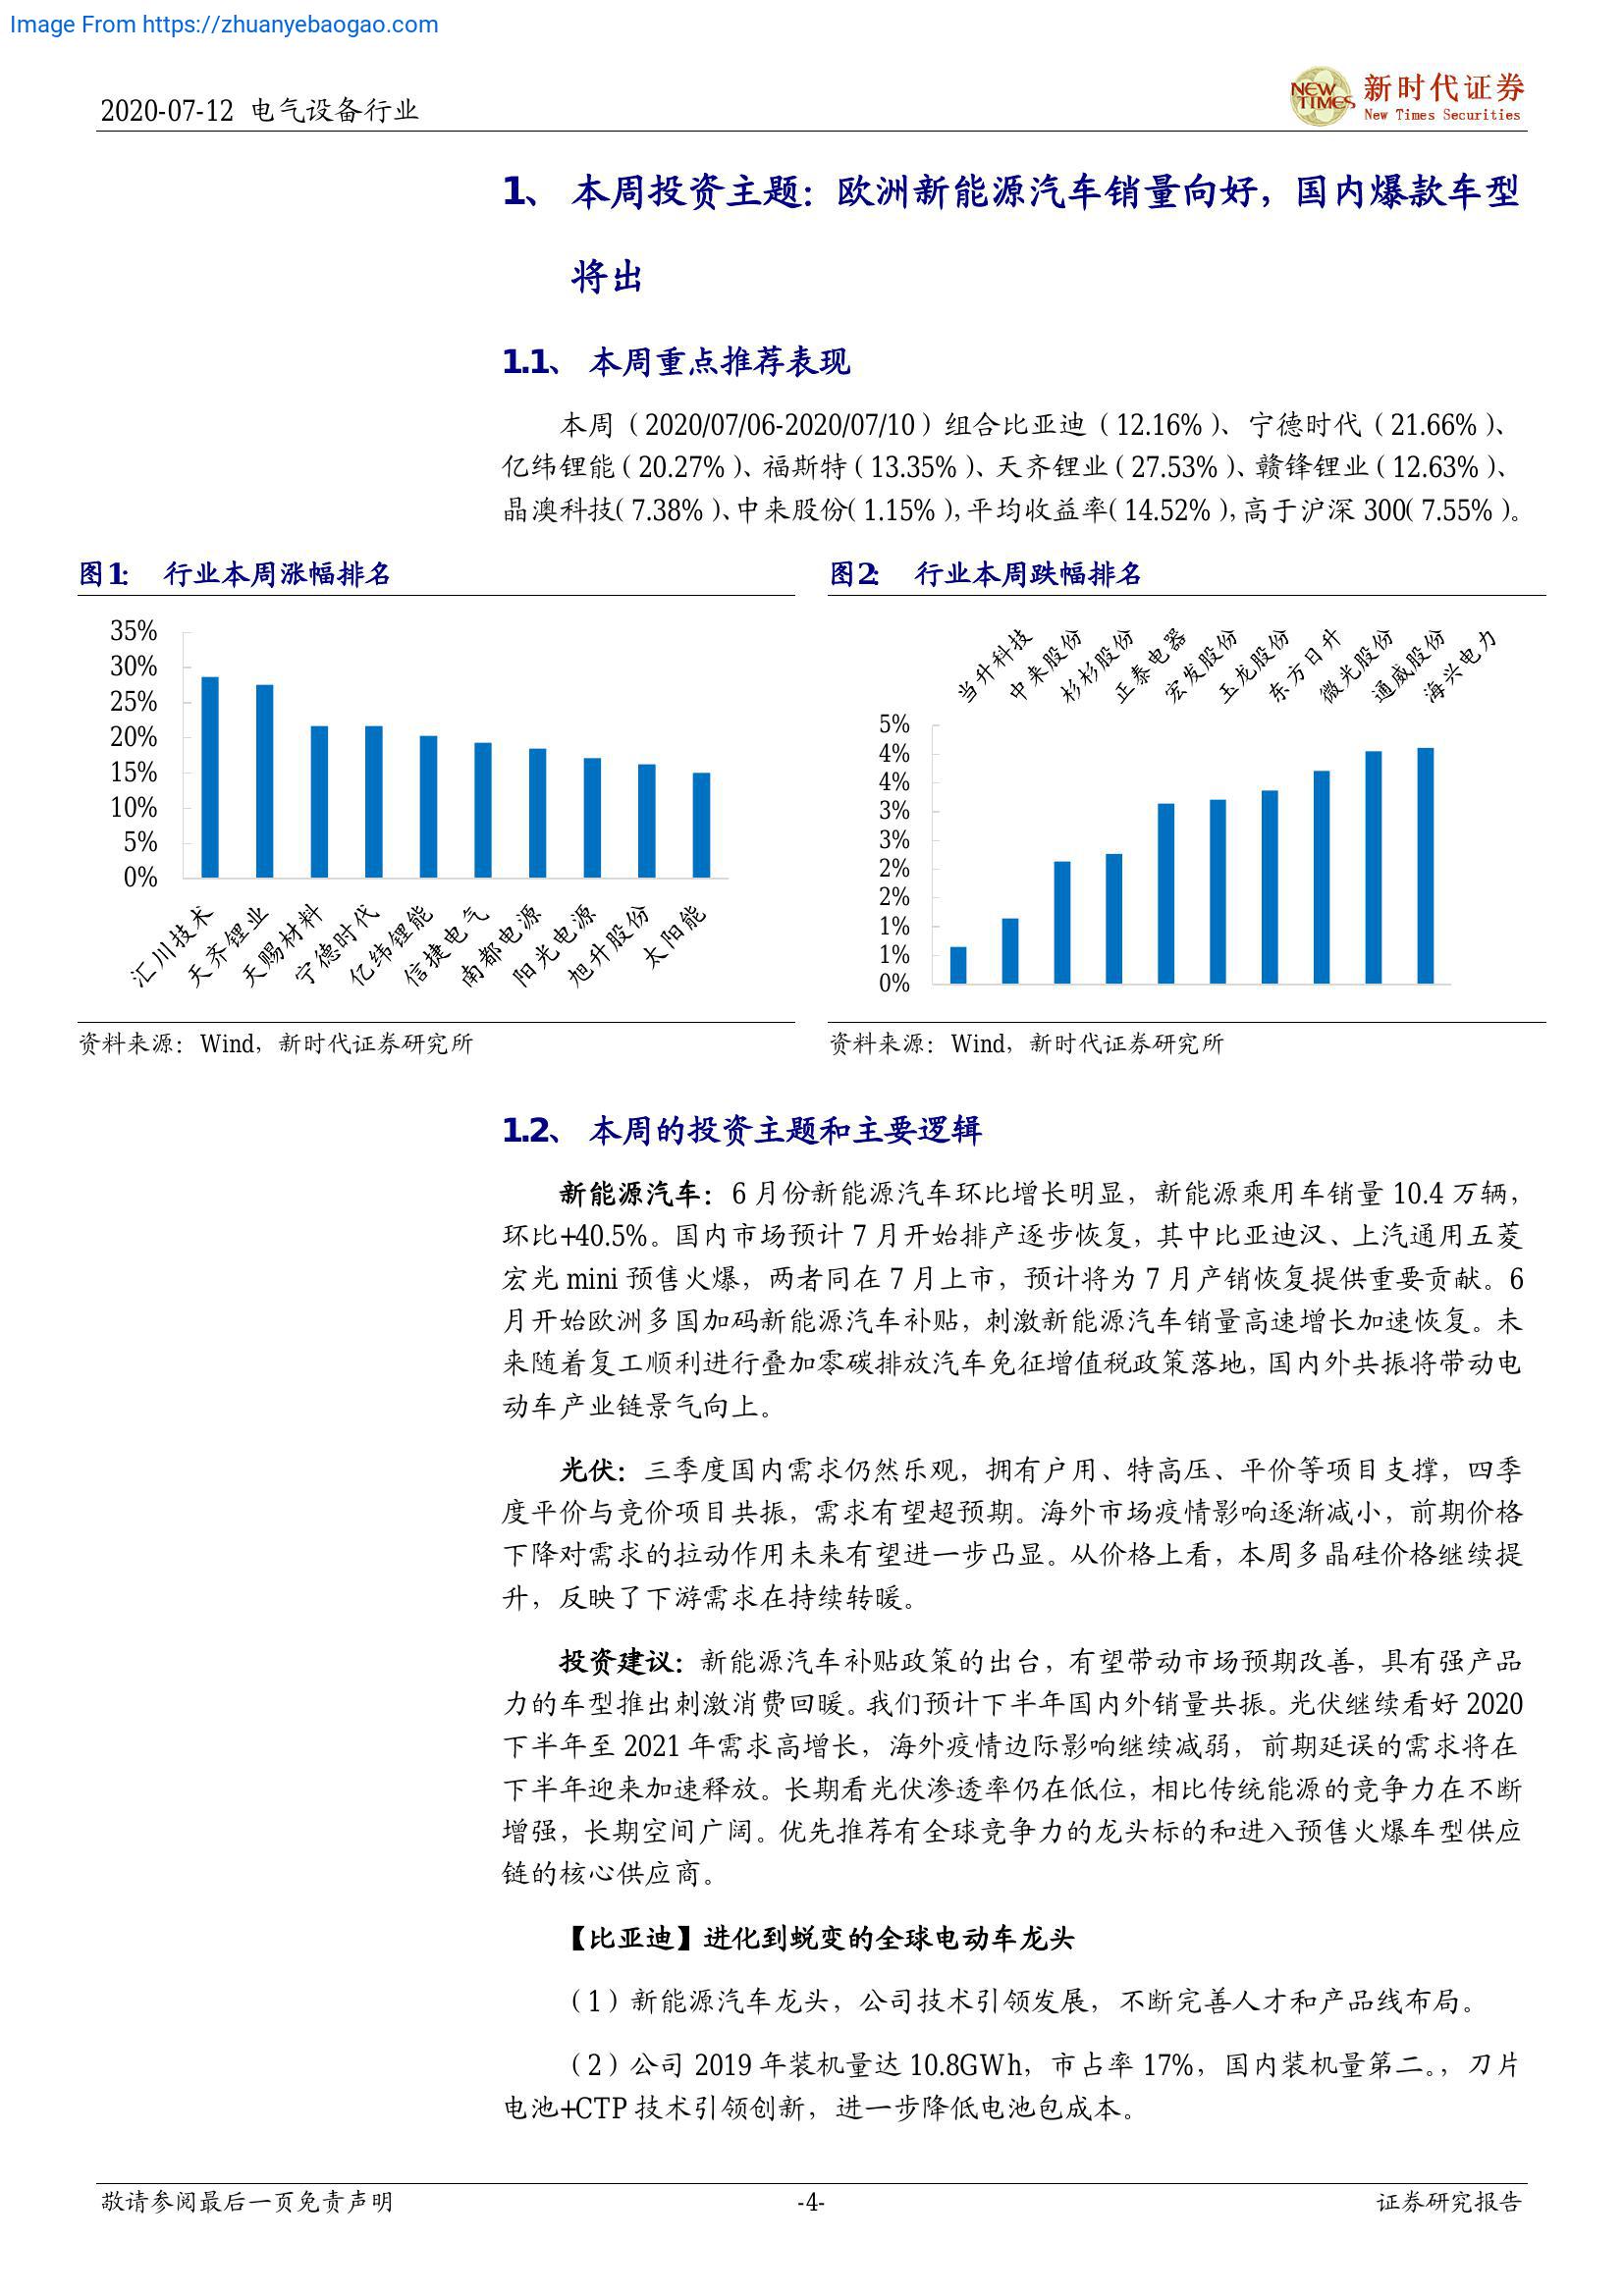 Image From https://zhuanyebaogao.com
2020-07-12 电气设备行业
NEW TIMES
新时代证券
New Times Securities
1、 本周投资主题：欧洲新能源汽车销量向好，国内爆款车型
将出
1.1、 本周重点推荐表现
本周（2020/07/06-2020/07/10）组合比亚迪（12.16%）、宁德时代（21.66%）、
亿纬锂能（20.27%）、福斯特（13.35%）、天齐锂业（27.53%）、赣锋锂业（12.63%）、
晶澳科技（7.38%）、中来股份（1.15%），平均收益率（14.52%），高于沪深 300（7.55%）。
图1： 行业本周涨幅排名
35%
30%
25%
20%
15%
10%
5%
0%
汇川技术
天齐锂业
天赐材料
宁德时代
亿纬锂能
信捷电气
南都电源
阳光电源
旭升股份
太阳能
资料来源：Wind，新时代证券研究所
图2： 行业本周跌幅排名
当升科技
中来股份
杉杉股份
正泰电器
宏发股份
玉龙股份
东方日升
微光股份
通威股份
海兴电力
5%
4%
4%
3%
3%
2%
2%
1%
1%
0%
资料来源：Wind，新时代证券研究所
1.2、 本周的投资主题和主要逻辑
新能源汽车：6 月份新能源汽车环比增长明显，新能源乘用车销量 10.4 万辆，
环比+40.5%。国内市场预计 7 月开始排产逐步恢复，其中比亚迪汉、上汽通用五菱
宏光 mini 预售火爆，两者同在 7 月上市，预计将为 7 月产销恢复提供重要贡献。6
月开始欧洲多国加码新能源汽车补贴，刺激新能源汽车销量高速增长加速恢复。未
来随着复工顺利进行叠加零碳排放汽车免征增值税政策落地，国内外共振将带动电
动车产业链景气向上。
光伏：三季度国内需求仍然乐观，拥有户用、特高压、平价等项目支撑，四季
度平价与竞价项目共振，需求有望超预期。海外市场疫情影响逐渐减小，前期价格
下降对需求的拉动作用未来有望进一步凸显。从价格上看，本周多晶硅价格继续提
升，反映了下游需求在持续转暖。
投资建议：新能源汽车补贴政策的出台，有望带动市场预期改善，具有强产品
力的车型推出刺激消费回暖。我们预计下半年国内外销量共振。光伏继续看好 2020
下半年至 2021 年需求高增长，海外疫情边际影响继续减弱，前期延误的需求将在
下半年迎来加速释放。长期看光伏渗透率仍在低位，相比传统能源的竞争力在不断
增强，长期空间广阔。优先推荐有全球竞争力的龙头标的和进入预售火爆车型供应
链的核心供应商。
【比亚迪】进化到蜕变的全球电动车龙头
（1）新能源汽车龙头，公司技术引领发展，不断完善人才和产品线布局。
（2）公司 2019 年装机量达 10.8GWh，市占率 17%，国内装机量第二。，刀片
电池+CTP 技术引领创新，进一步降低电池包成本。
敬请参阅最后一页免责声明
-4-
证券研究报告